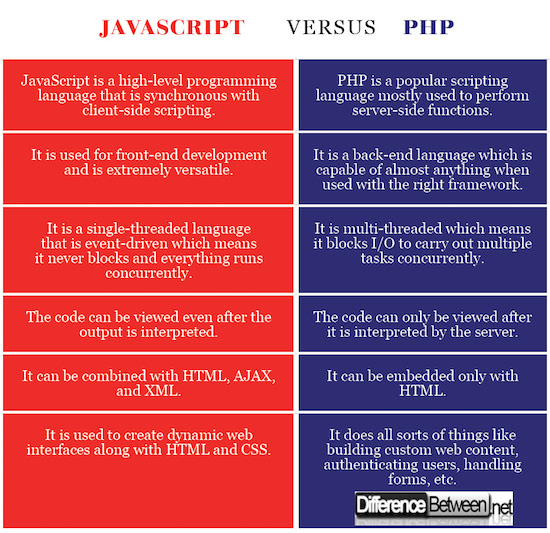 JAVASCRIPT VERSUS PHP
JavaScript is a high-level programming
language that is synchronous with
client-side scripting.
PHP is a popular scripting
language mostly used to perform
server-side functions.
It is used for front-end development
and is extremely versatile.
It is a back-end language which is
capable of almost anything when
used with the right framework.
It is a single-threaded language
that is event-driven which means
it never blocks and everything runs
concurrently.
It is multi-threaded which means
it blocks I/O to carry out multiple
tasks concurrently.
The code can be viewed even after the
output is interpreted.
The code can only be viewed after
it is interpreted by the server.
It can be combined with HTML, AJAX,
and XML.
It can be embedded only with
HTML.
It is used to create dynamic web
interfaces along with HTML and CSS.
It does all sorts of things like
building custom web content,
authenticating users, handling
forms, etc.
Difference Between.net